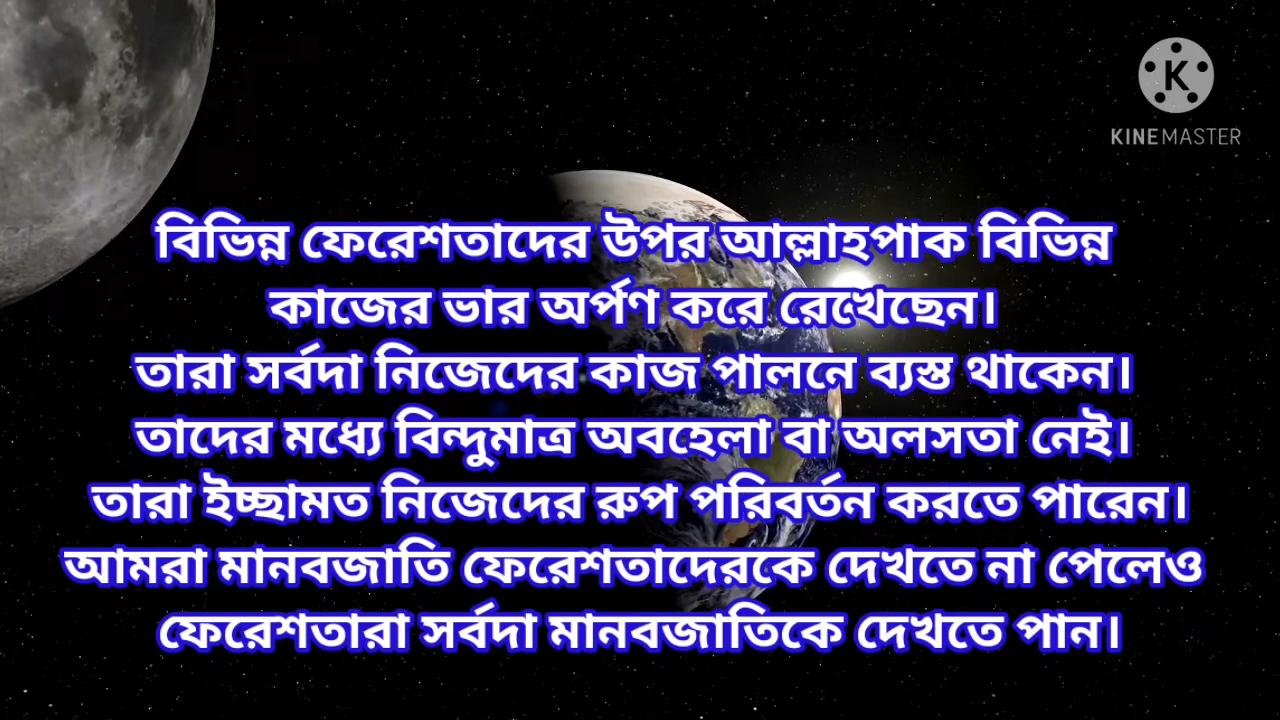 KINEMASTER
বিভিন্ন ফেরেশতাদের উপর আল্লাহপাক বিভিন্ন
কাজের ভার অর্পণ করে রেখেছেন।
তারা সর্বদা নিজেদের কাজ পালনে ব্যস্ত থাকেন।
তাদের মধ্যে বিন্দুমাত্র অবহেলা বা অলসতা নেই।
তারা ইচ্ছামত নিজেদের রুপ পরিবর্তন করতে পারেন।
আমরা মানবজাতি ফেরেশতাদেরকে দেখতে না পেলেও
ফেরেশতারা সর্বদা মানবজাতিকে দেখতে পান।